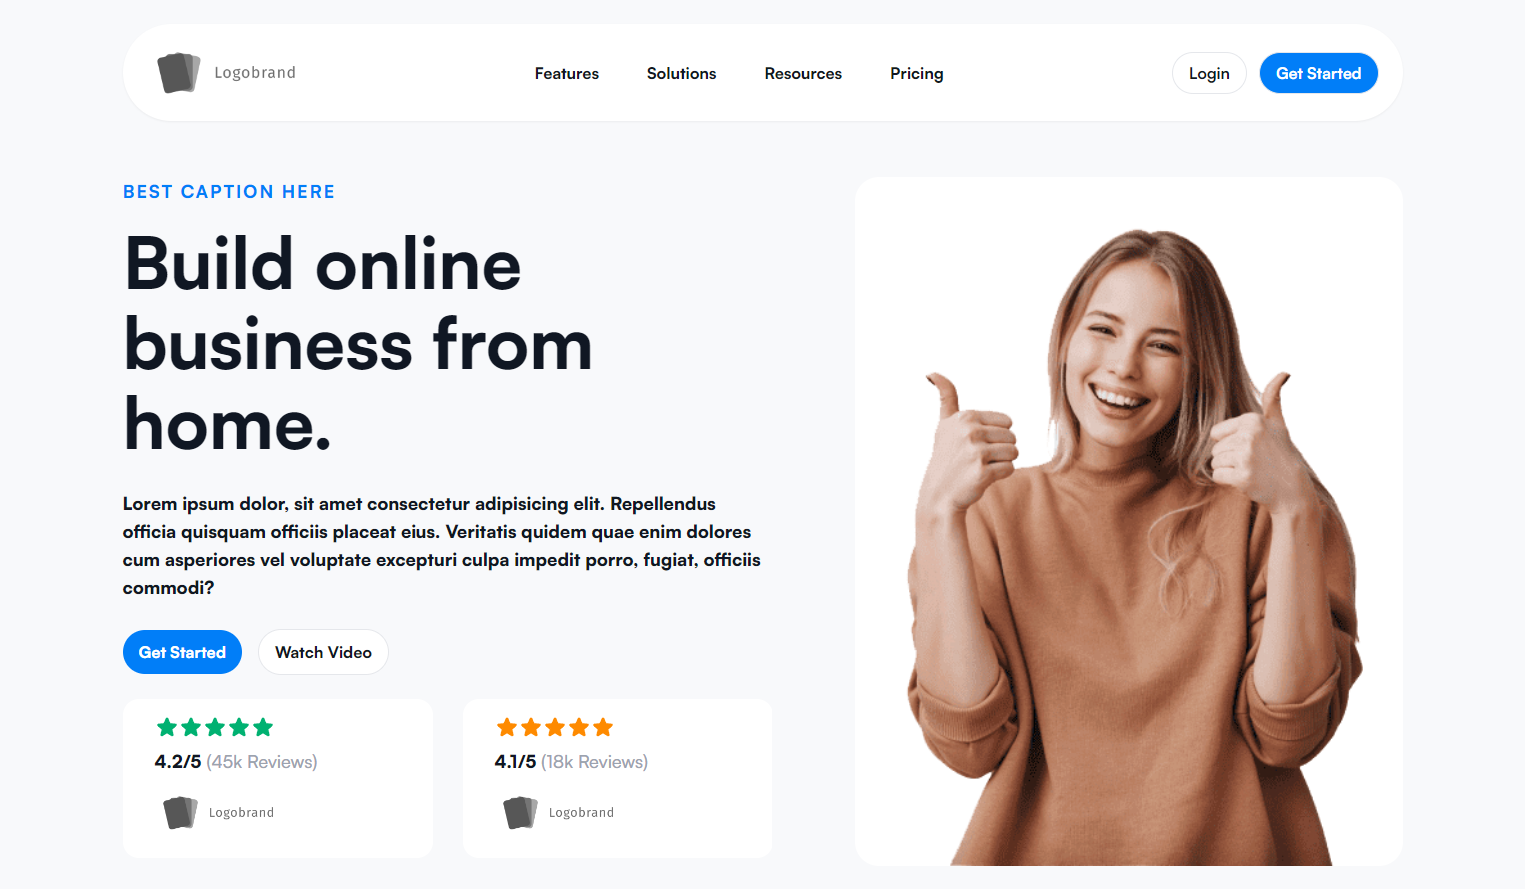 Logobrand
Features
Solutions
Resources
Pricing
Login
Get Started
BEST CAPTION HERE
Build online
business from
home.
Lorem ipsum dolor, sit amet consectetur adipisicing elit. Repellendus
officia quisquam officiis placeat eius. Veritatis quidem quae enim dolores
cum asperiores vel voluptate excepturi culpa impedit porro, fugiat, officiis
commodi?
Get Started
Watch Video
4.2/5 (45k Reviews)
Logobrand
4.1/5 (18k Reviews)
Logobrand